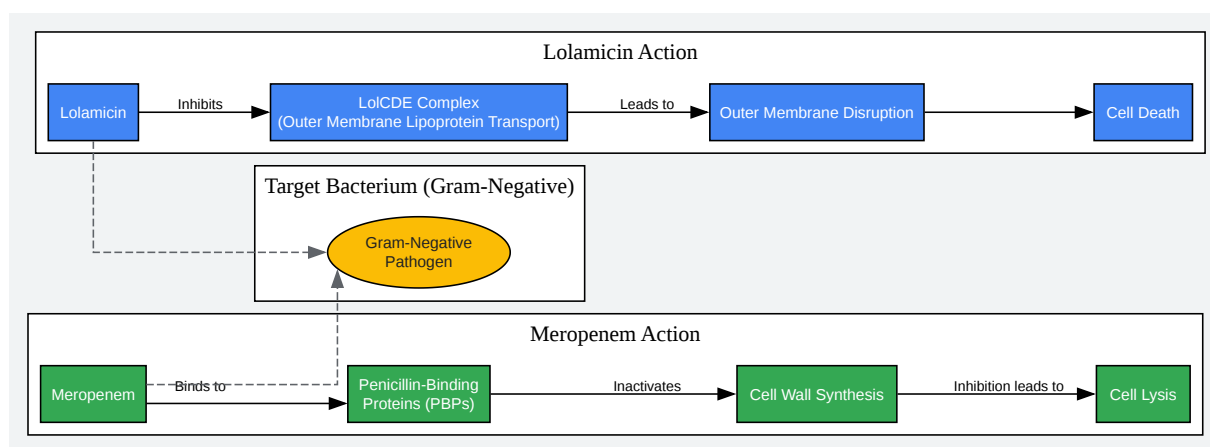 Lolamicin Action
Lolamicin
Inhibits
LolCDE Complex
(Outer Membrane Lipoprotein Transport)
Leads to
Outer Membrane Disruption
Cell Death
Target Bacterium (Gram-Negative)
Gram-Negative
Pathogen
Meropenem Action
Meropenem
Binds to
Penicillin-Binding
Proteins (PBPs)
Inactivates
Cell Wall Synthesis
Inhibition leads to
Cell Lysis